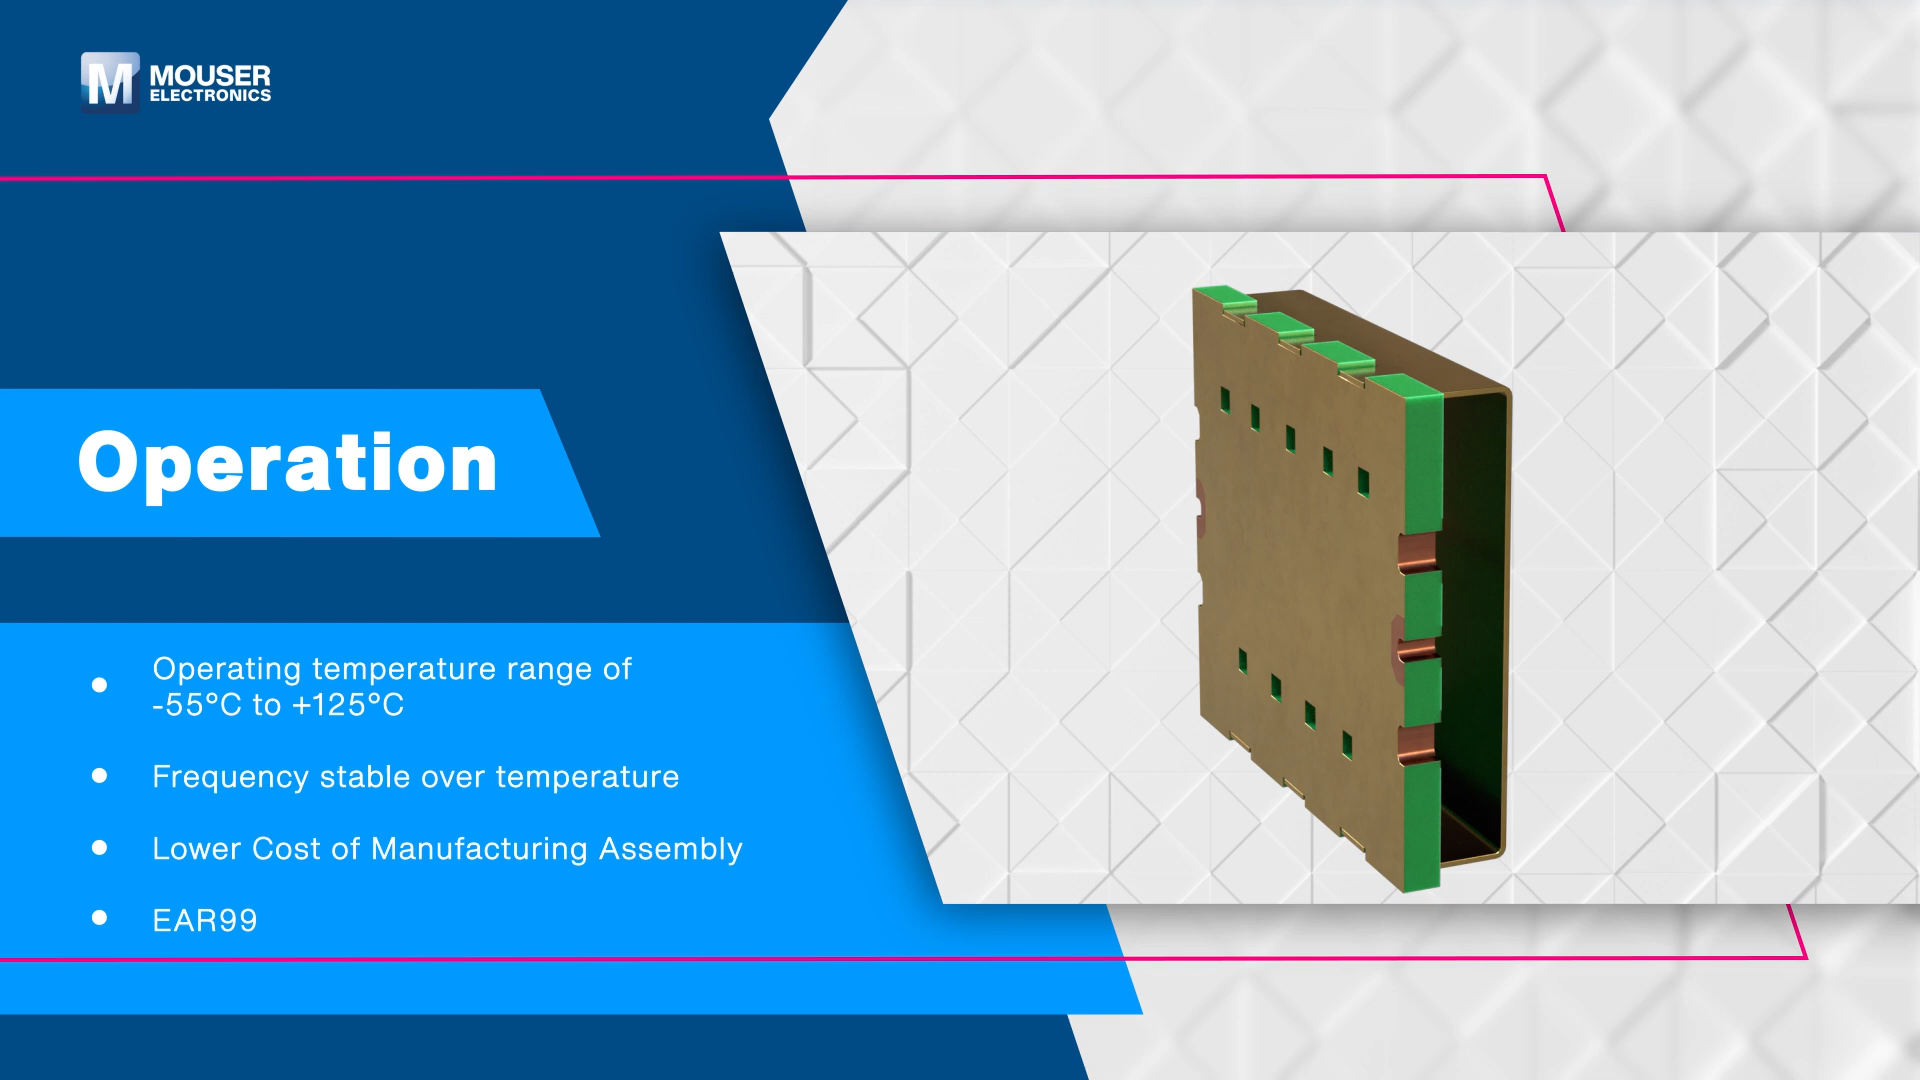 M MOUSER
ELECTRONICS
Operation
Operating temperature range of
-55°C to +125°C
Frequency stable over temperature
Lower Cost of Manufacturing Assembly
EAR99